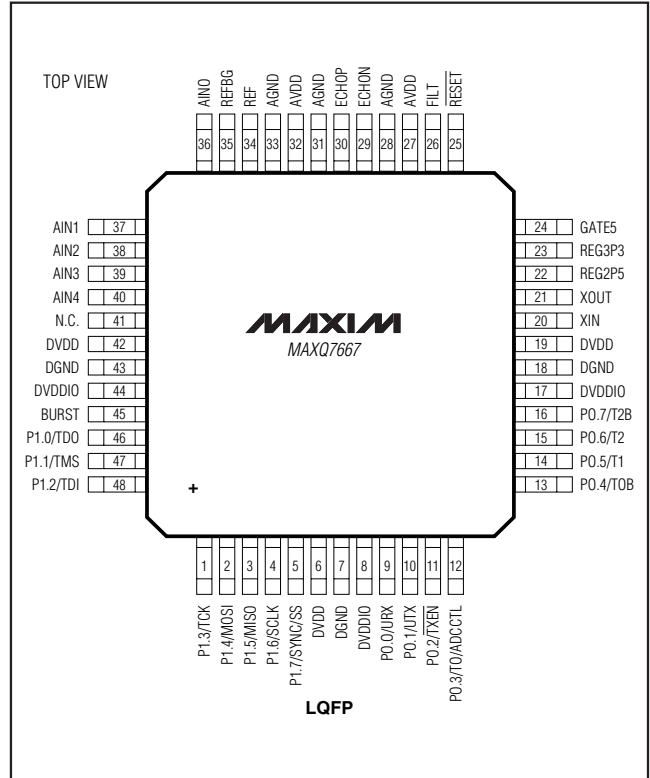 TOP VIEW
AIN0
REFBG
REF
AGND
AVDD
AGND
ECHOP
ECHON
AGND
AVDD
FILT
RESET
36 35 34 33 32 31 30 29 28 27 26 25
AIN1 37
AIN2 38
AIN3 39
AIN4 40
N.C. 41
DVDD 42
DGND 43
DVDDIO 44
BURST 45
P1.0/TDO 46
P1.1/TMS 47
P1.2/TDI 48
MAXIM
MAXQ7667
+
24 GATE5
23 REG3P3
22 REG2P5
21 XOUT
20 XIN
19 DVDD
18 DGND
17 DVDDIO
16 P0.7/T2B
15 P0.6/T2
14 P0.5/T1
13 P0.4/T0B
1 2 3 4 5 6 7 8 9 10 11 12
P1.3/TCK
P1.4/MOSI
P1.5/MISO
P1.6/SCLK
P1.7/SYNC/SS
DVDD
DGND
DVDDIO
P0.0/URX
P0.1/UTX
P0.2/TXEN
P0.3/T0/ADCCTL
LQFP